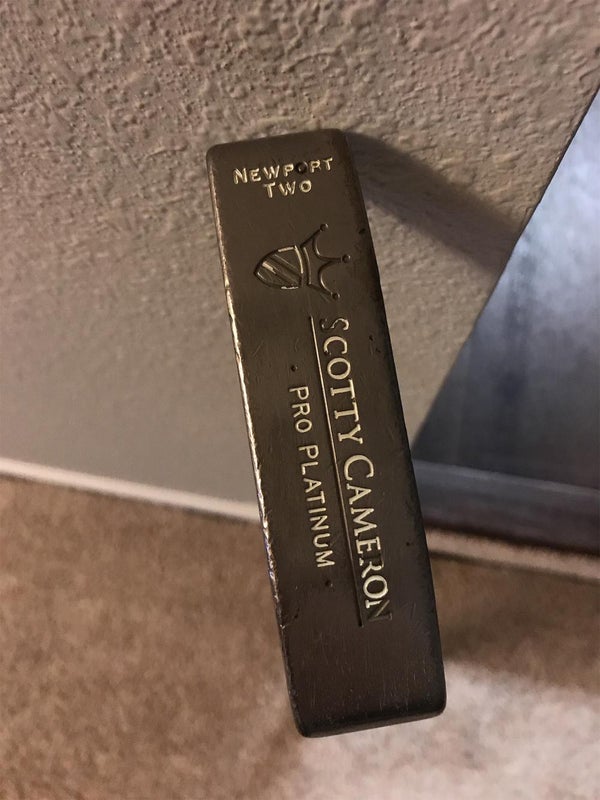 NEWPORT
TWO
SCOTTY CAMERON
· PRO PLATINUM ·